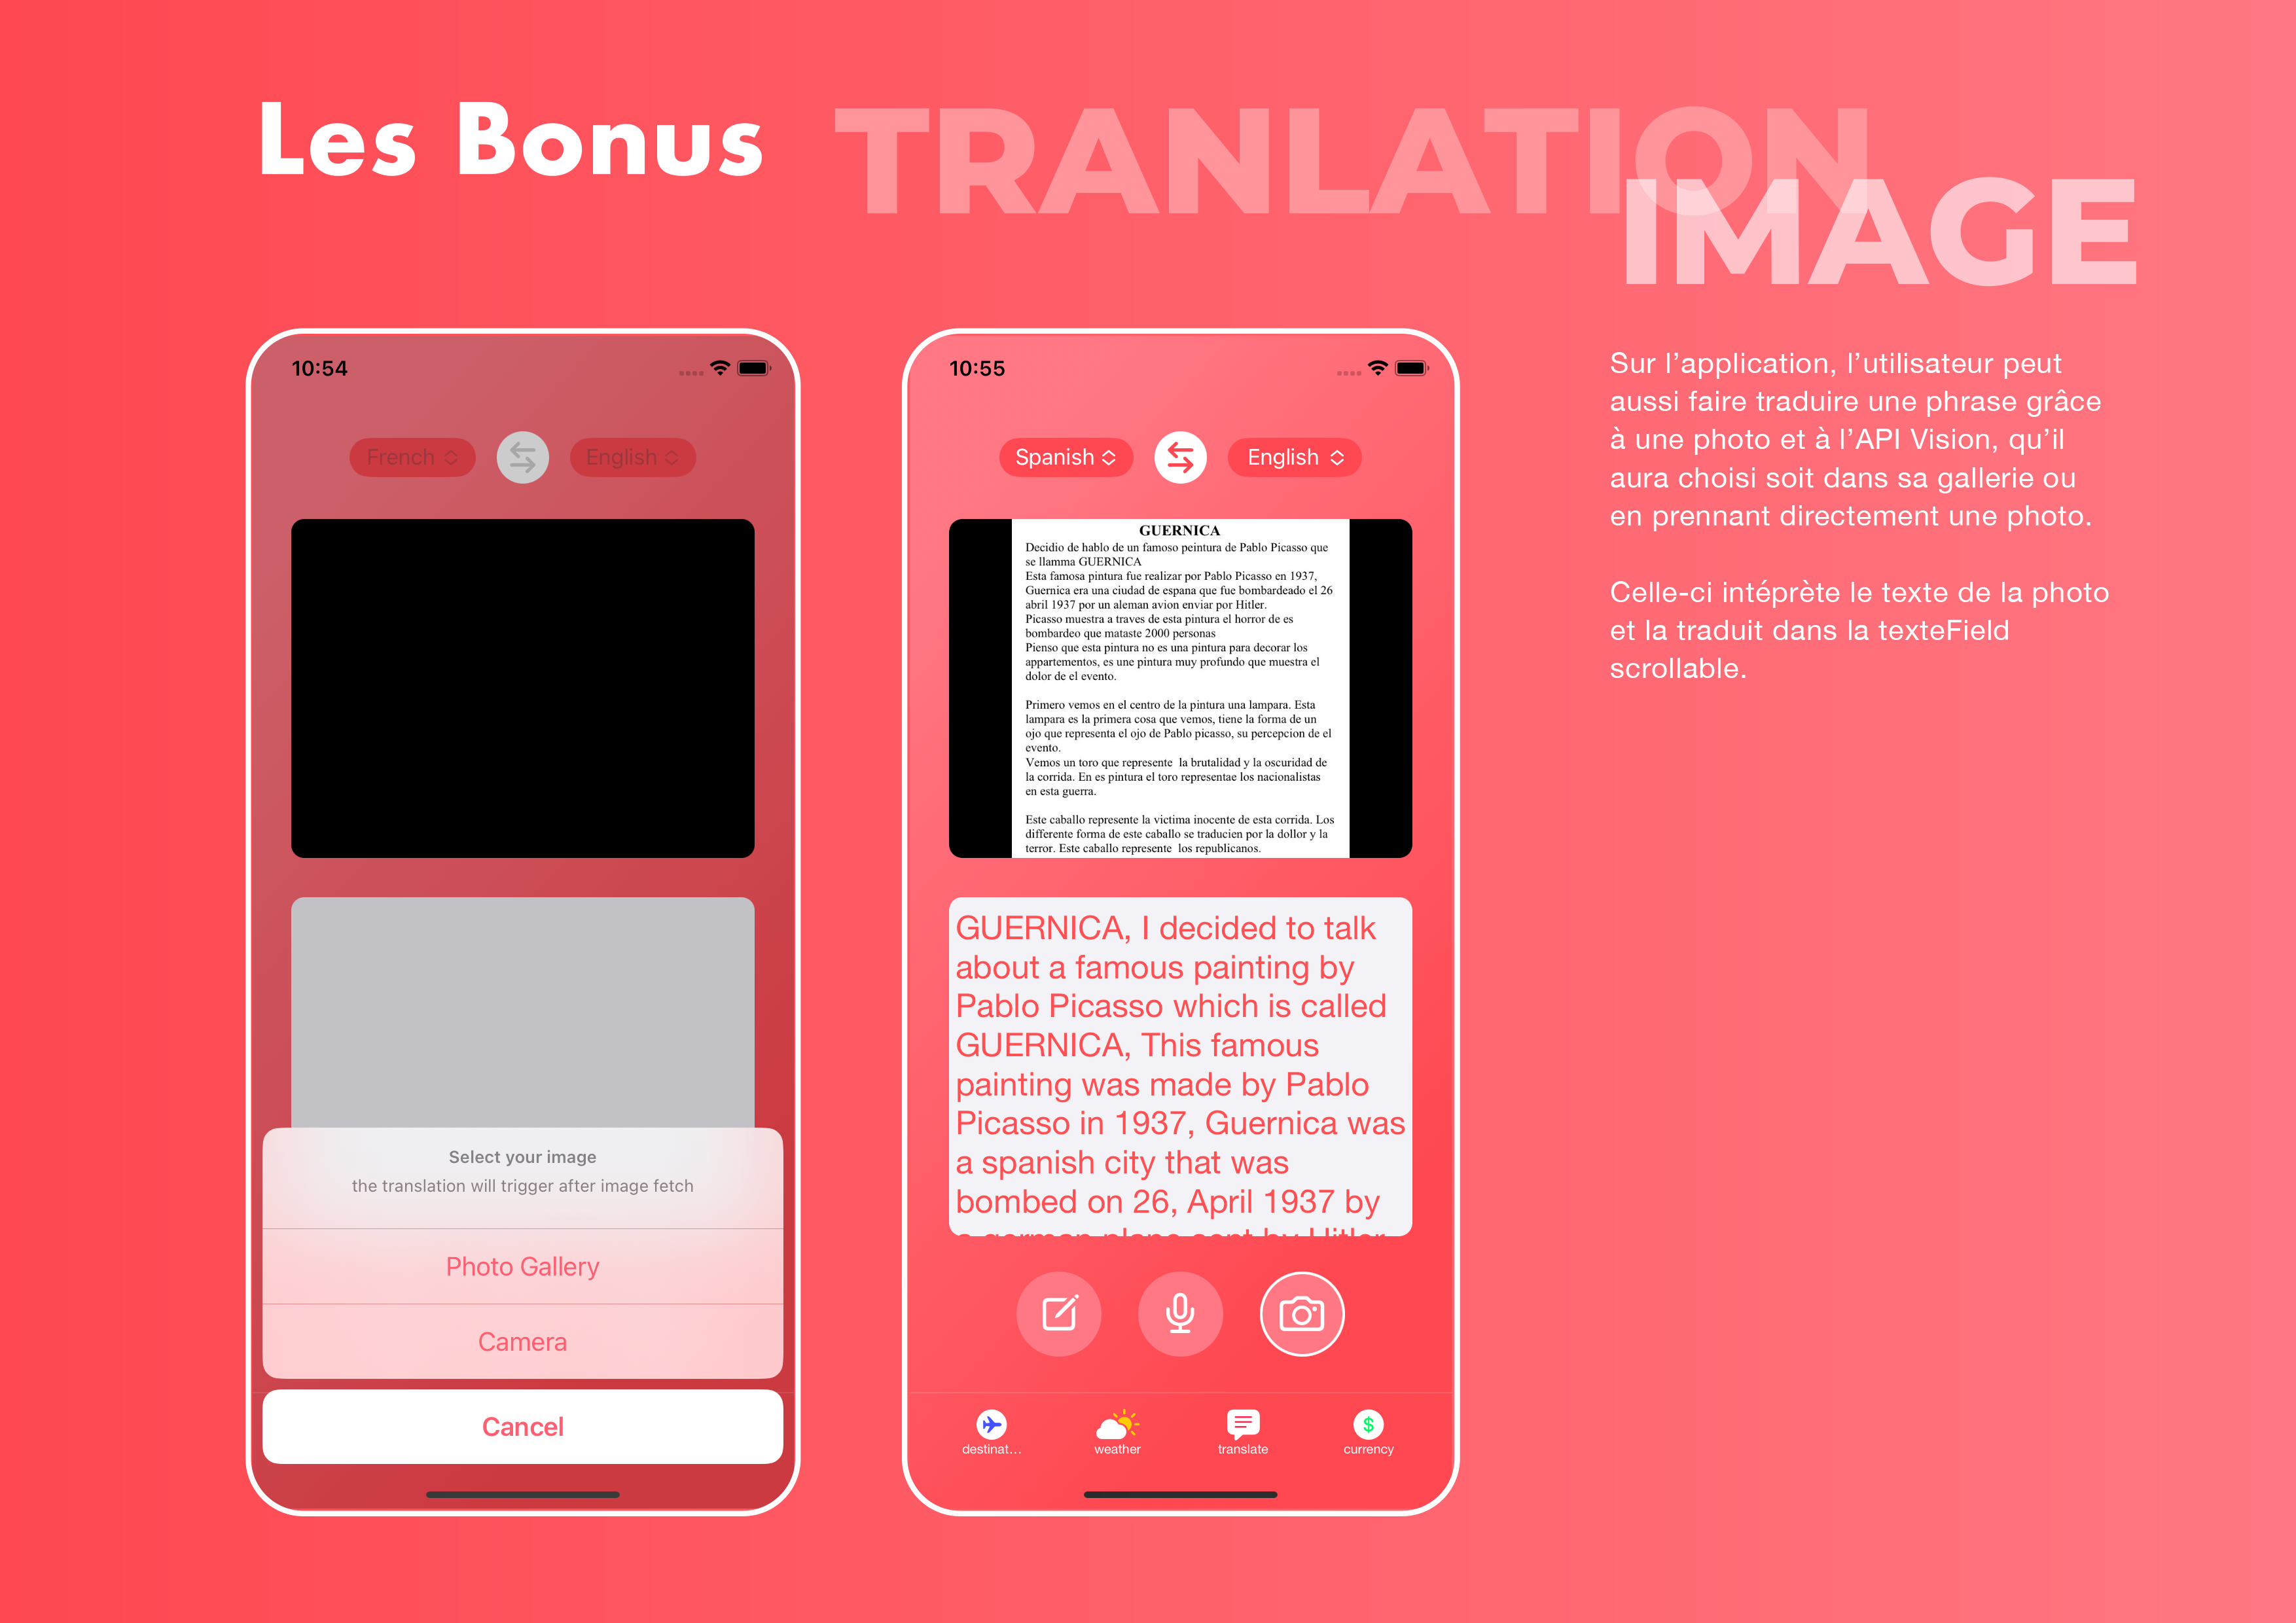 Les Bonus
TRANLATION
IMAGE
10:54
French
English
Select your image
the translation will trigger after image fetch
Photo Gallery
Camera
Cancel
10:55
Spanish
English
GUERNICA
Decidio de hablo de un famoso peintura de Pablo Picasso que
se llamma GUERNICA
Esta famosa pintura fue realizar por Pablo Picasso en 1937,
Guernica era una ciudad de espana que fue bombardeado el 26
abril 1937 por un aleman avion enviar por Hitler.
Picasso muestra a traves de esta pintura el horror de es
bombardeo que mataste 2000 personas
Pienso que esta pintura no es una pintura para decorar los
appartementos, es une pintura muy profundo que muestra el
dolor de el evento.
Primero vemos en el centro de la pintura una lampara. Esta
lampara es la primera cosa que vemos, tiene la forma de un
ojo que representa el ojo de Pablo picasso, su percepcion de el
evento.
Vemos un toro que represente la brutalidad y la oscuridad de
la corrida. En es pintura el toro representae los nacionalistas
en esta guerra.
Este caballo represente la victima inocente de esta corrida. Los
differente forma de este caballo se traducien por la dollor y la
terror. Este caballo represente los republicanos.
GUERNICA, I decided to talk
about a famous painting by
Pablo Picasso which is called
GUERNICA, This famous
painting was made by Pablo
Picasso in 1937, Guernica was
a spanish city that was
bombed on 26, April 1937 by
a german plane sent by Hitler
destinat...
weather
translate
currency
Sur l’application, l’utilisateur peut
aussi faire traduire une phrase grâce
à une photo et à l’API Vision, qu’il
aura choisi soit dans sa gallerie ou
en prennant directement une photo.
Celle-ci intéprète le texte de la photo
et la traduit dans la texteField
scrollable.